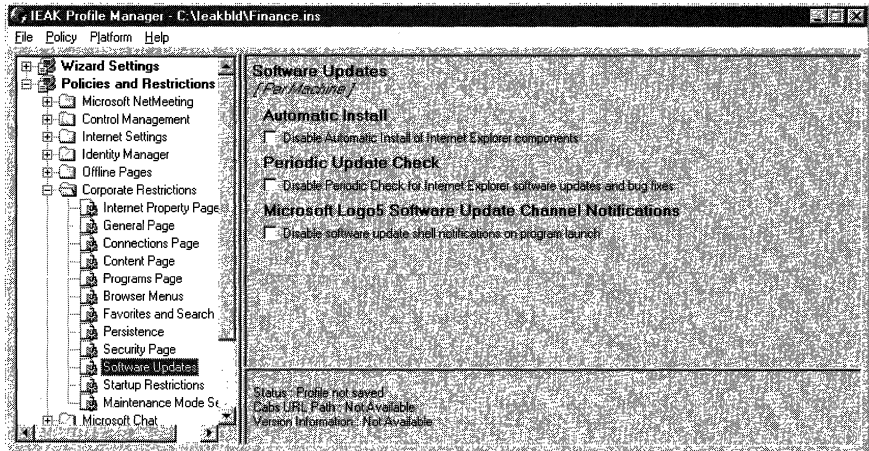 IEAK Profile Manager - C:\Ieakbld\Finance.ins
File Policy Platform Help
Wizard Settings
Policies and Restrictions
Microsoft NetMeeting
Control Management
Internet Settings
Identity Manager
Offline Pages
Corporate Restrictions
Internet Property Page
General Page
Connections Page
Content Page
Programs Page
Browser Menus
Favorites and Search
Persistence
Security Page
Software Updates
Startup Restrictions
Maintenance Mode Se
Microsoft Chat
Software Updates
[ Per Machine ]
Automatic Install
Disable Automatic Install of Internet Explorer components
Periodic Update Check
Disable Periodic Check for Internet Explorer software updates and bug fixes
Microsoft Logo5 Software Update Channel Notifications
Disable software update shell notifications on program launch
Status : Profile not saved
Cabs URL Path : Not Available
Version Information : Not Available